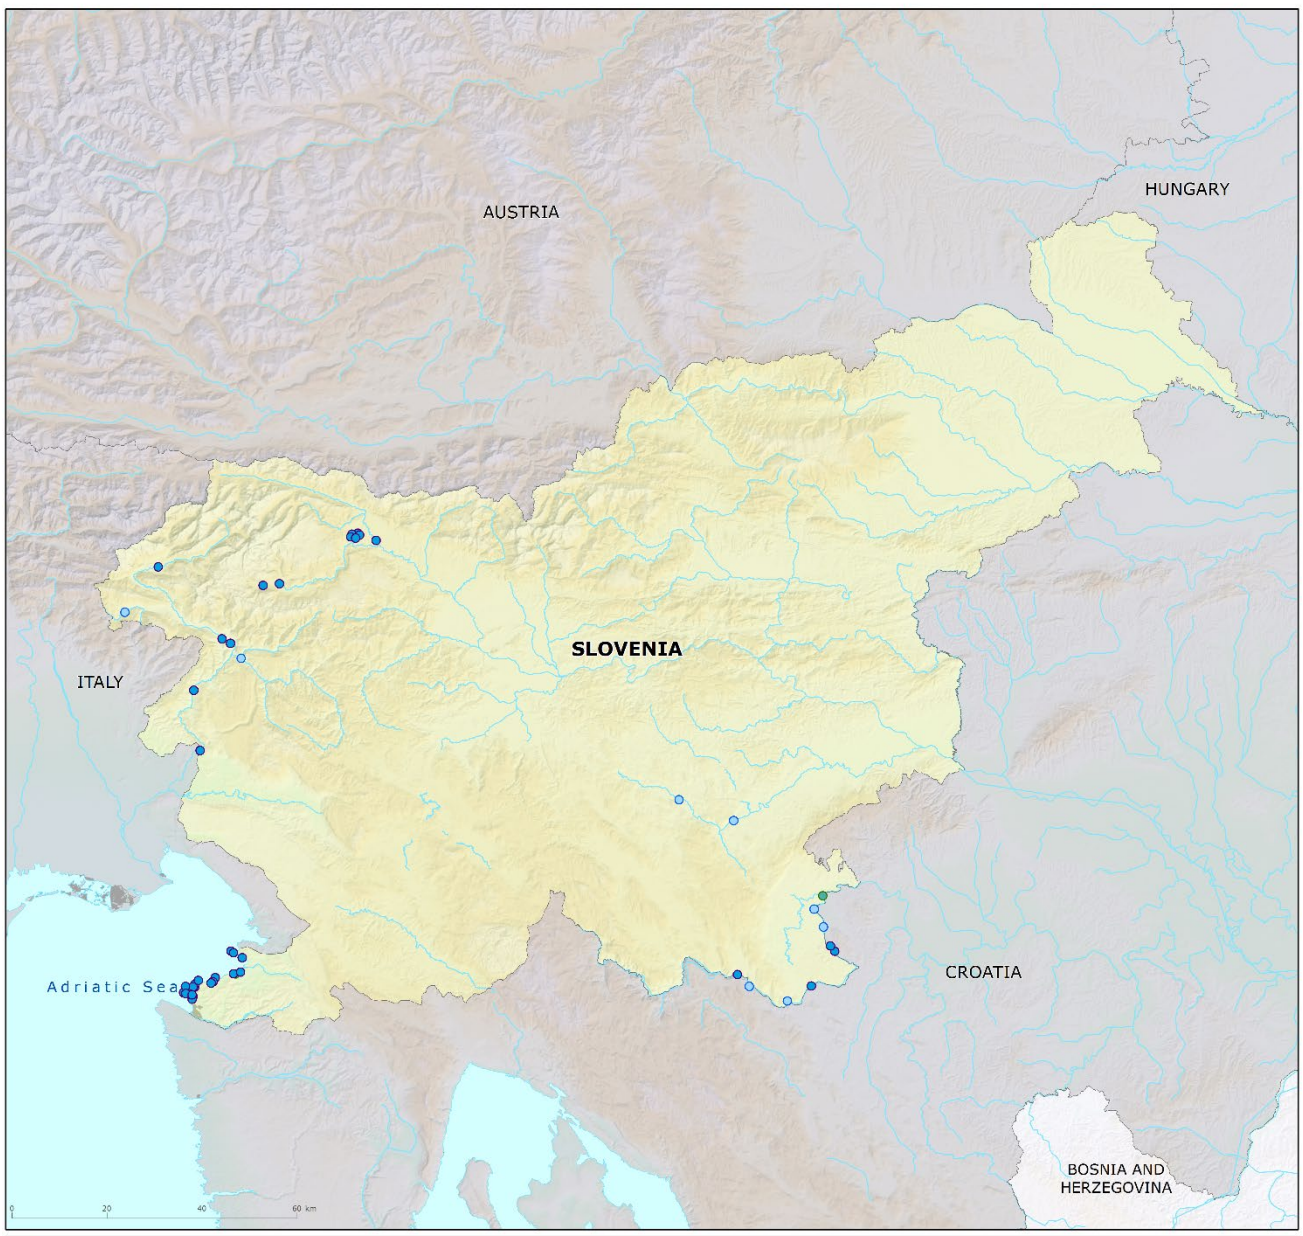 HUNGARY
AUSTRIA
SLOVENIA
ITALY
CROATIA
Adriatic Sea
BOSNIA AND
HERZEGOVINA
0 20 40 60 km